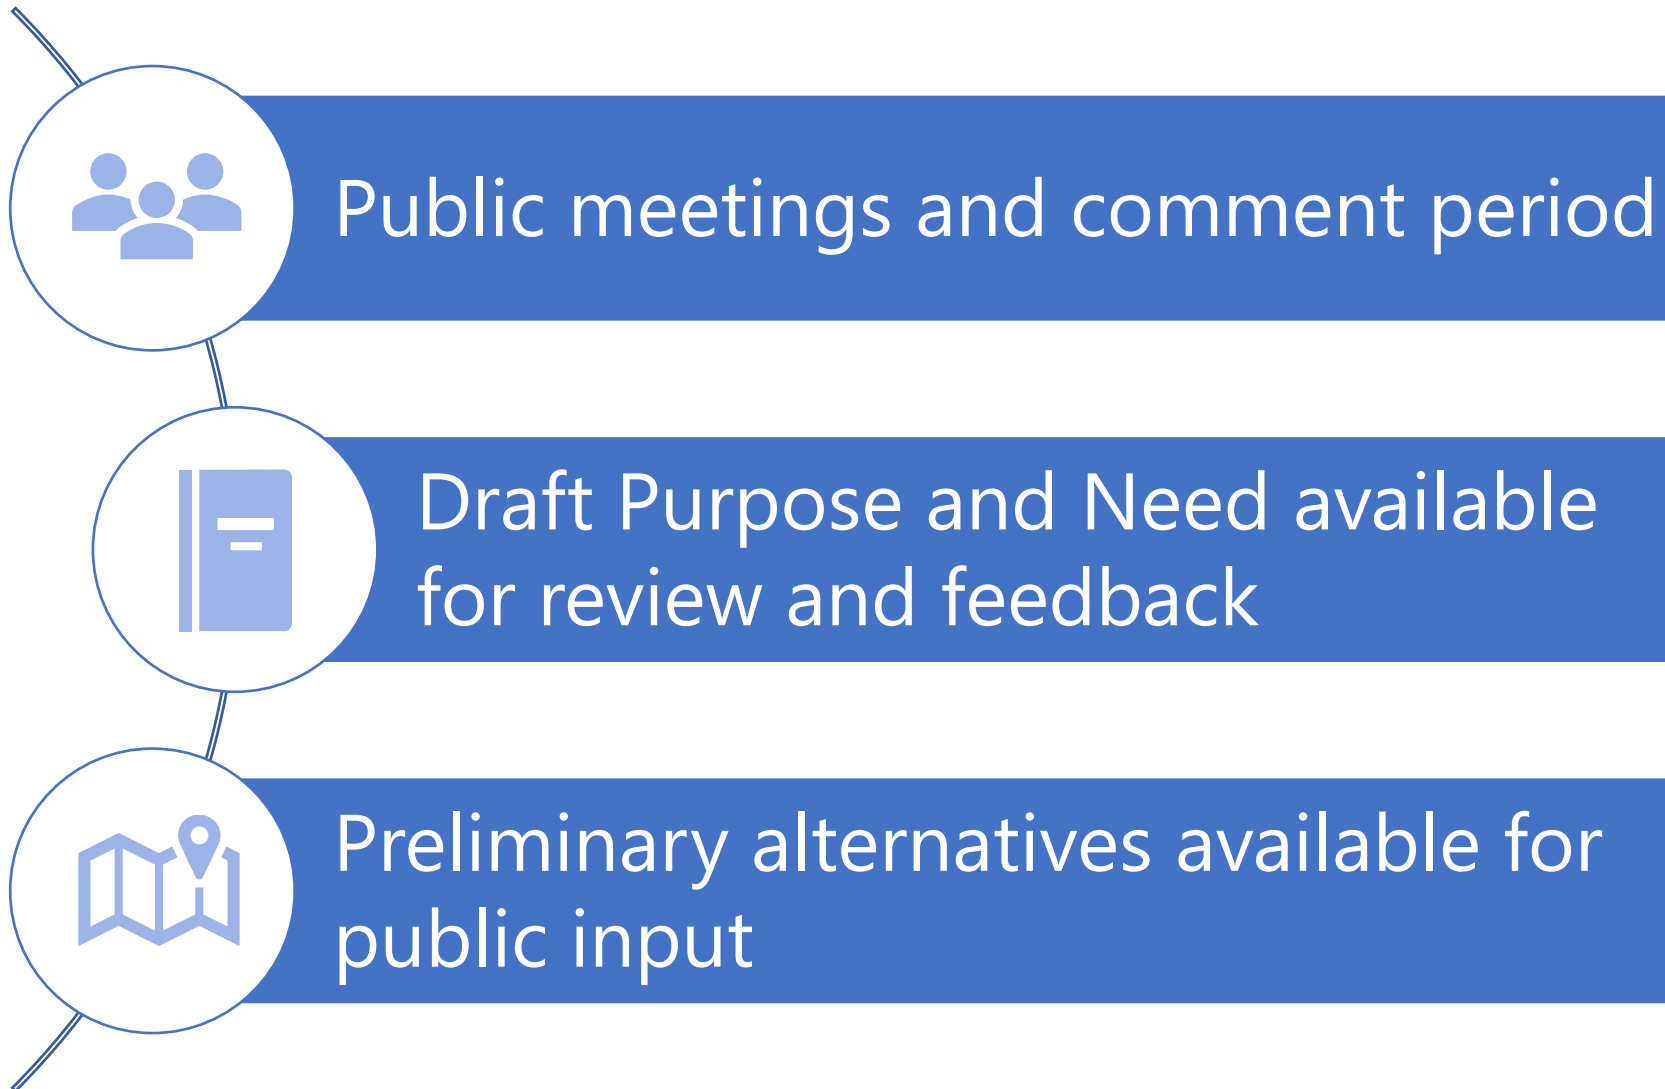 Public meetings and comment period
Draft Purpose and Need available
for review and feedback
Preliminary alternatives available for
public input